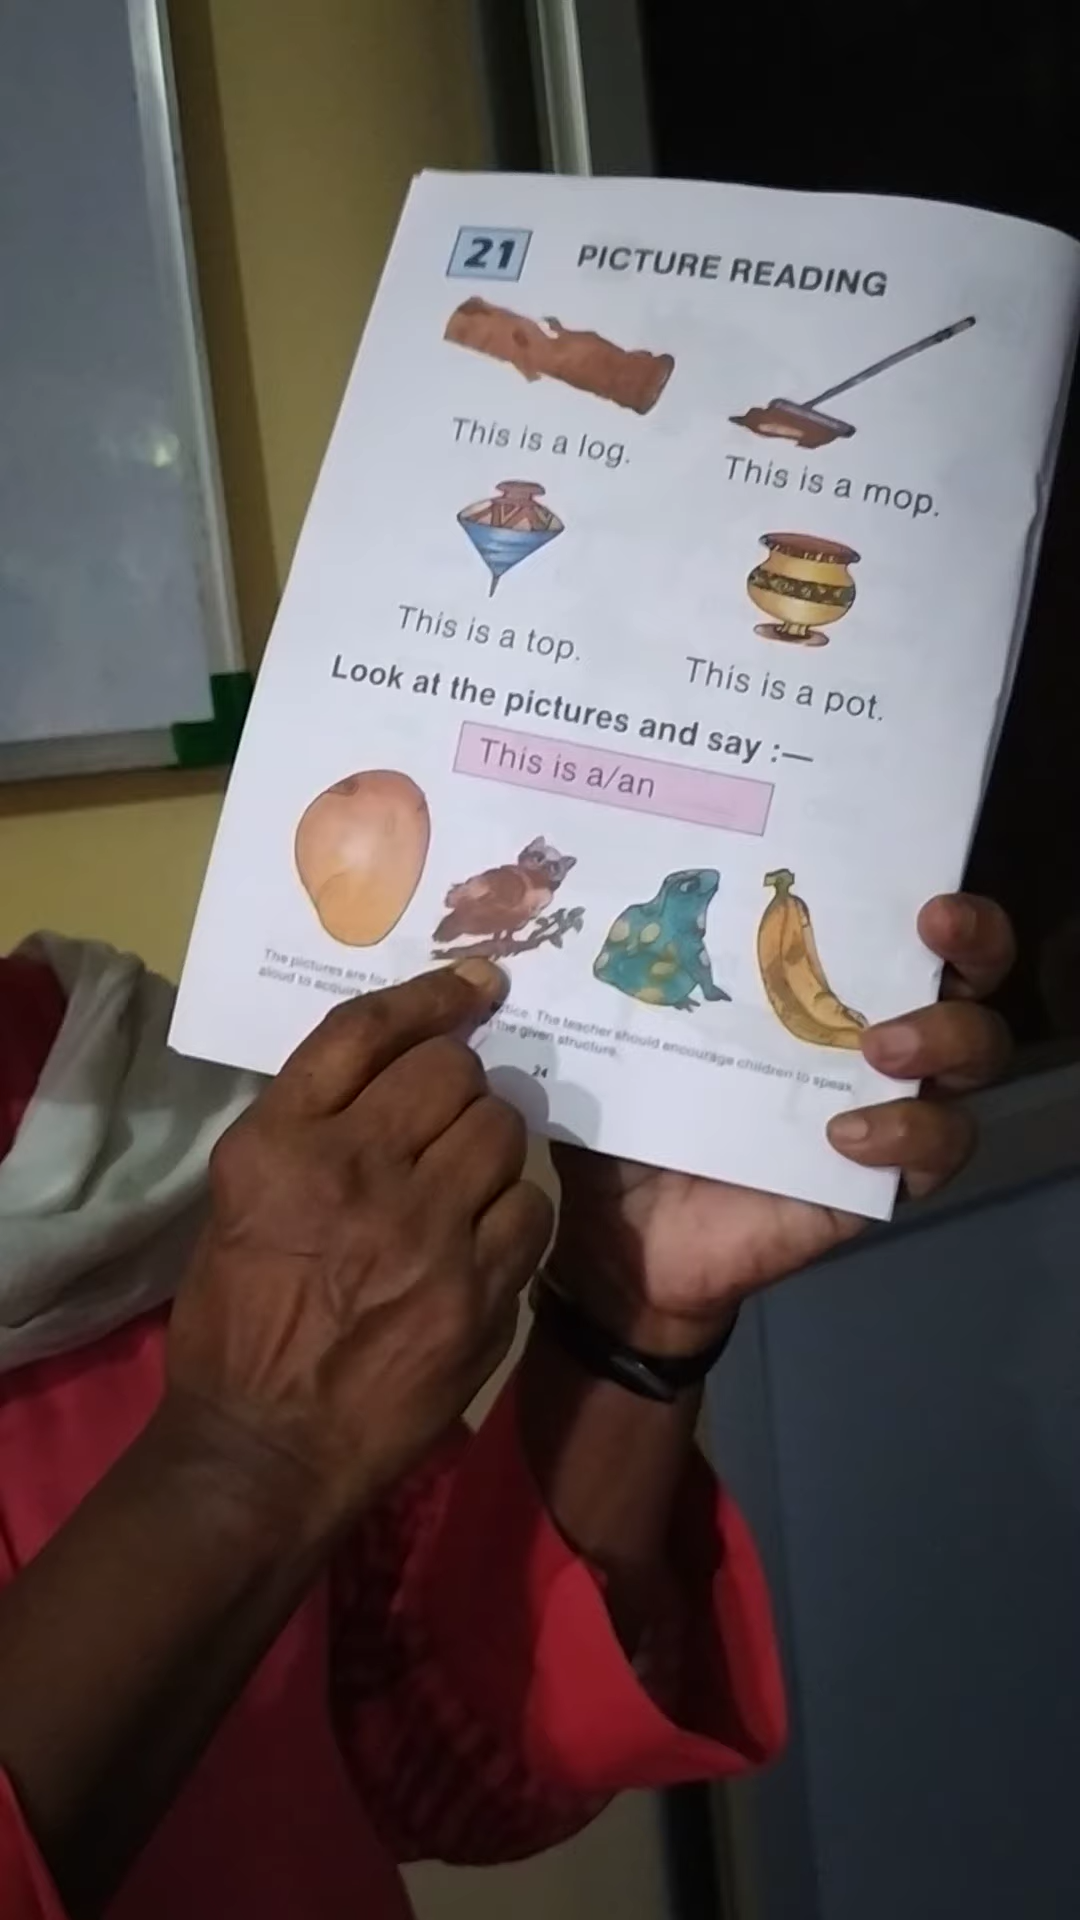 21 PICTURE READING
This is a log.
This is a mop.
This is a top.
This is a pot.
Look at the pictures and say :—
This is a/an
The pictures are for
tice. The teacher should encourage children to speak
aloud to acquire
the given structure.
24